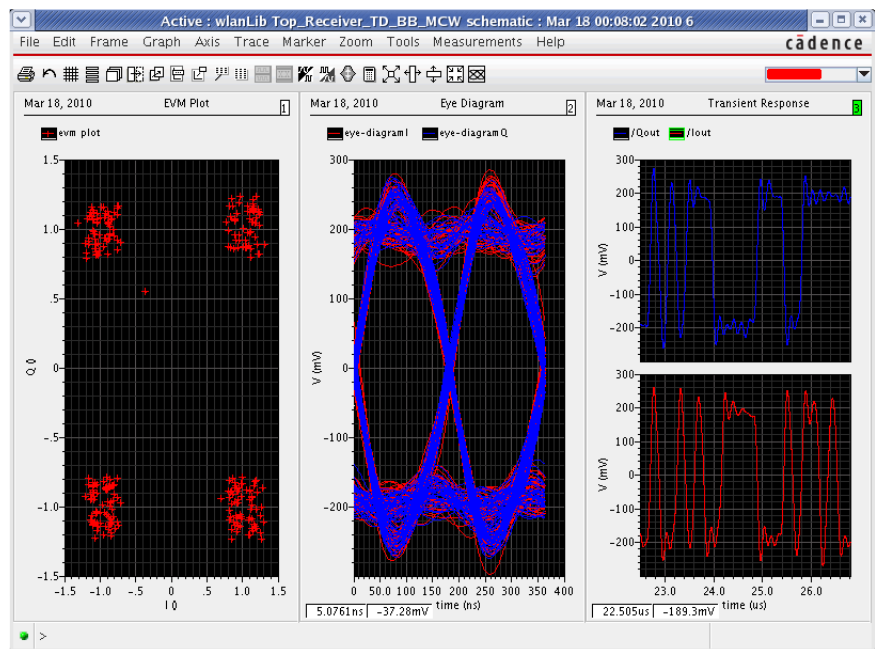 Active : wlanLib Top_Receiver_TD_BB_MCW schematic : Mar 18 00:08:02 2010 6
File Edit Frame Graph Axis Trace Marker Zoom Tools Measurements Help
cādence
Mar 18, 2010 EVM Plot 1
evm plot
1.5
1.0
.5
0
-.5
-1.0
-1.5
Q ()
-1.5 -1.0 -.5 0 .5 1.0 1.5
I ()
Mar 18, 2010 Eye Diagram 2
eye-diagramI eye-diagramQ
300
200
100
0
-100
-200
V (mV)
0 50.0 100 150 200 250 300 350 400
time (ns)
5.0761ns -37.28mV
Mar 18, 2010 Transient Response 3
/Qout /Iout
300
200
100
0
-100
-200
V (mV)
300
200
100
0
-100
-200
V (mV)
23.0 24.0 25.0 26.0
time (us)
22.505us -189.3mV
>